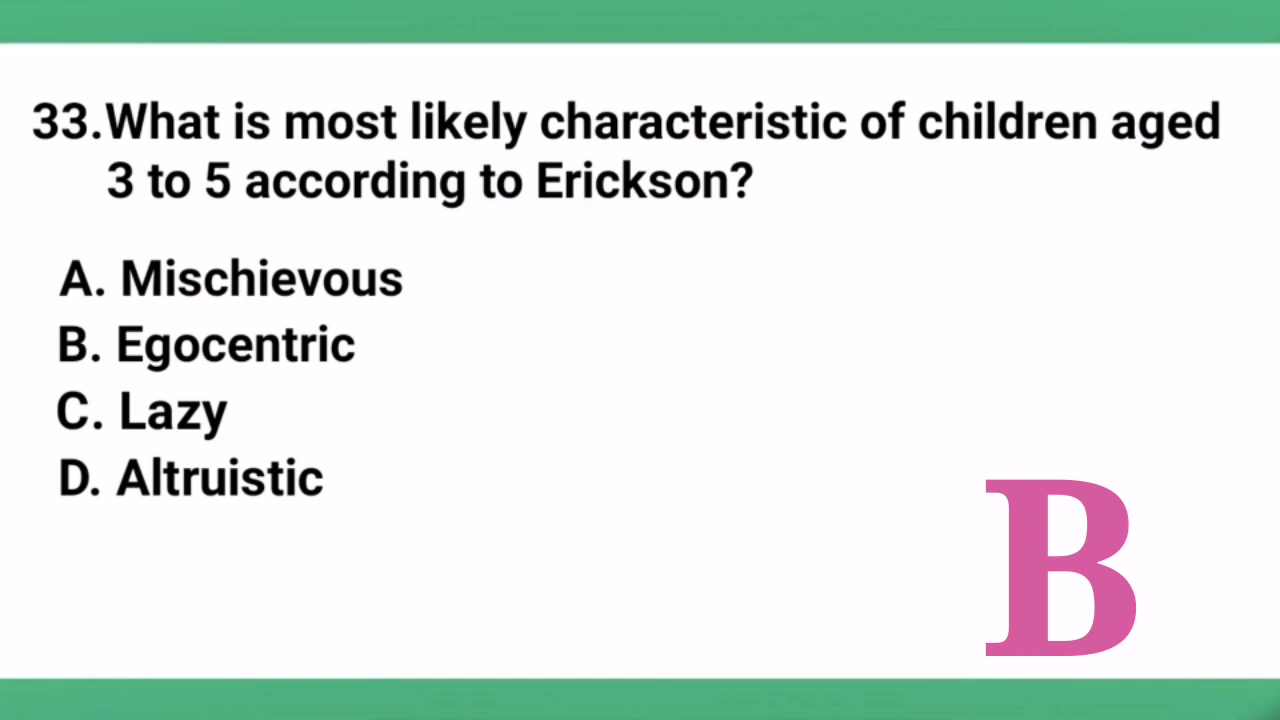 33.What is most likely characteristic of children aged
3 to 5 according to Erickson?
A. Mischievous
B. Egocentric
C. Lazy
D. Altruistic
B